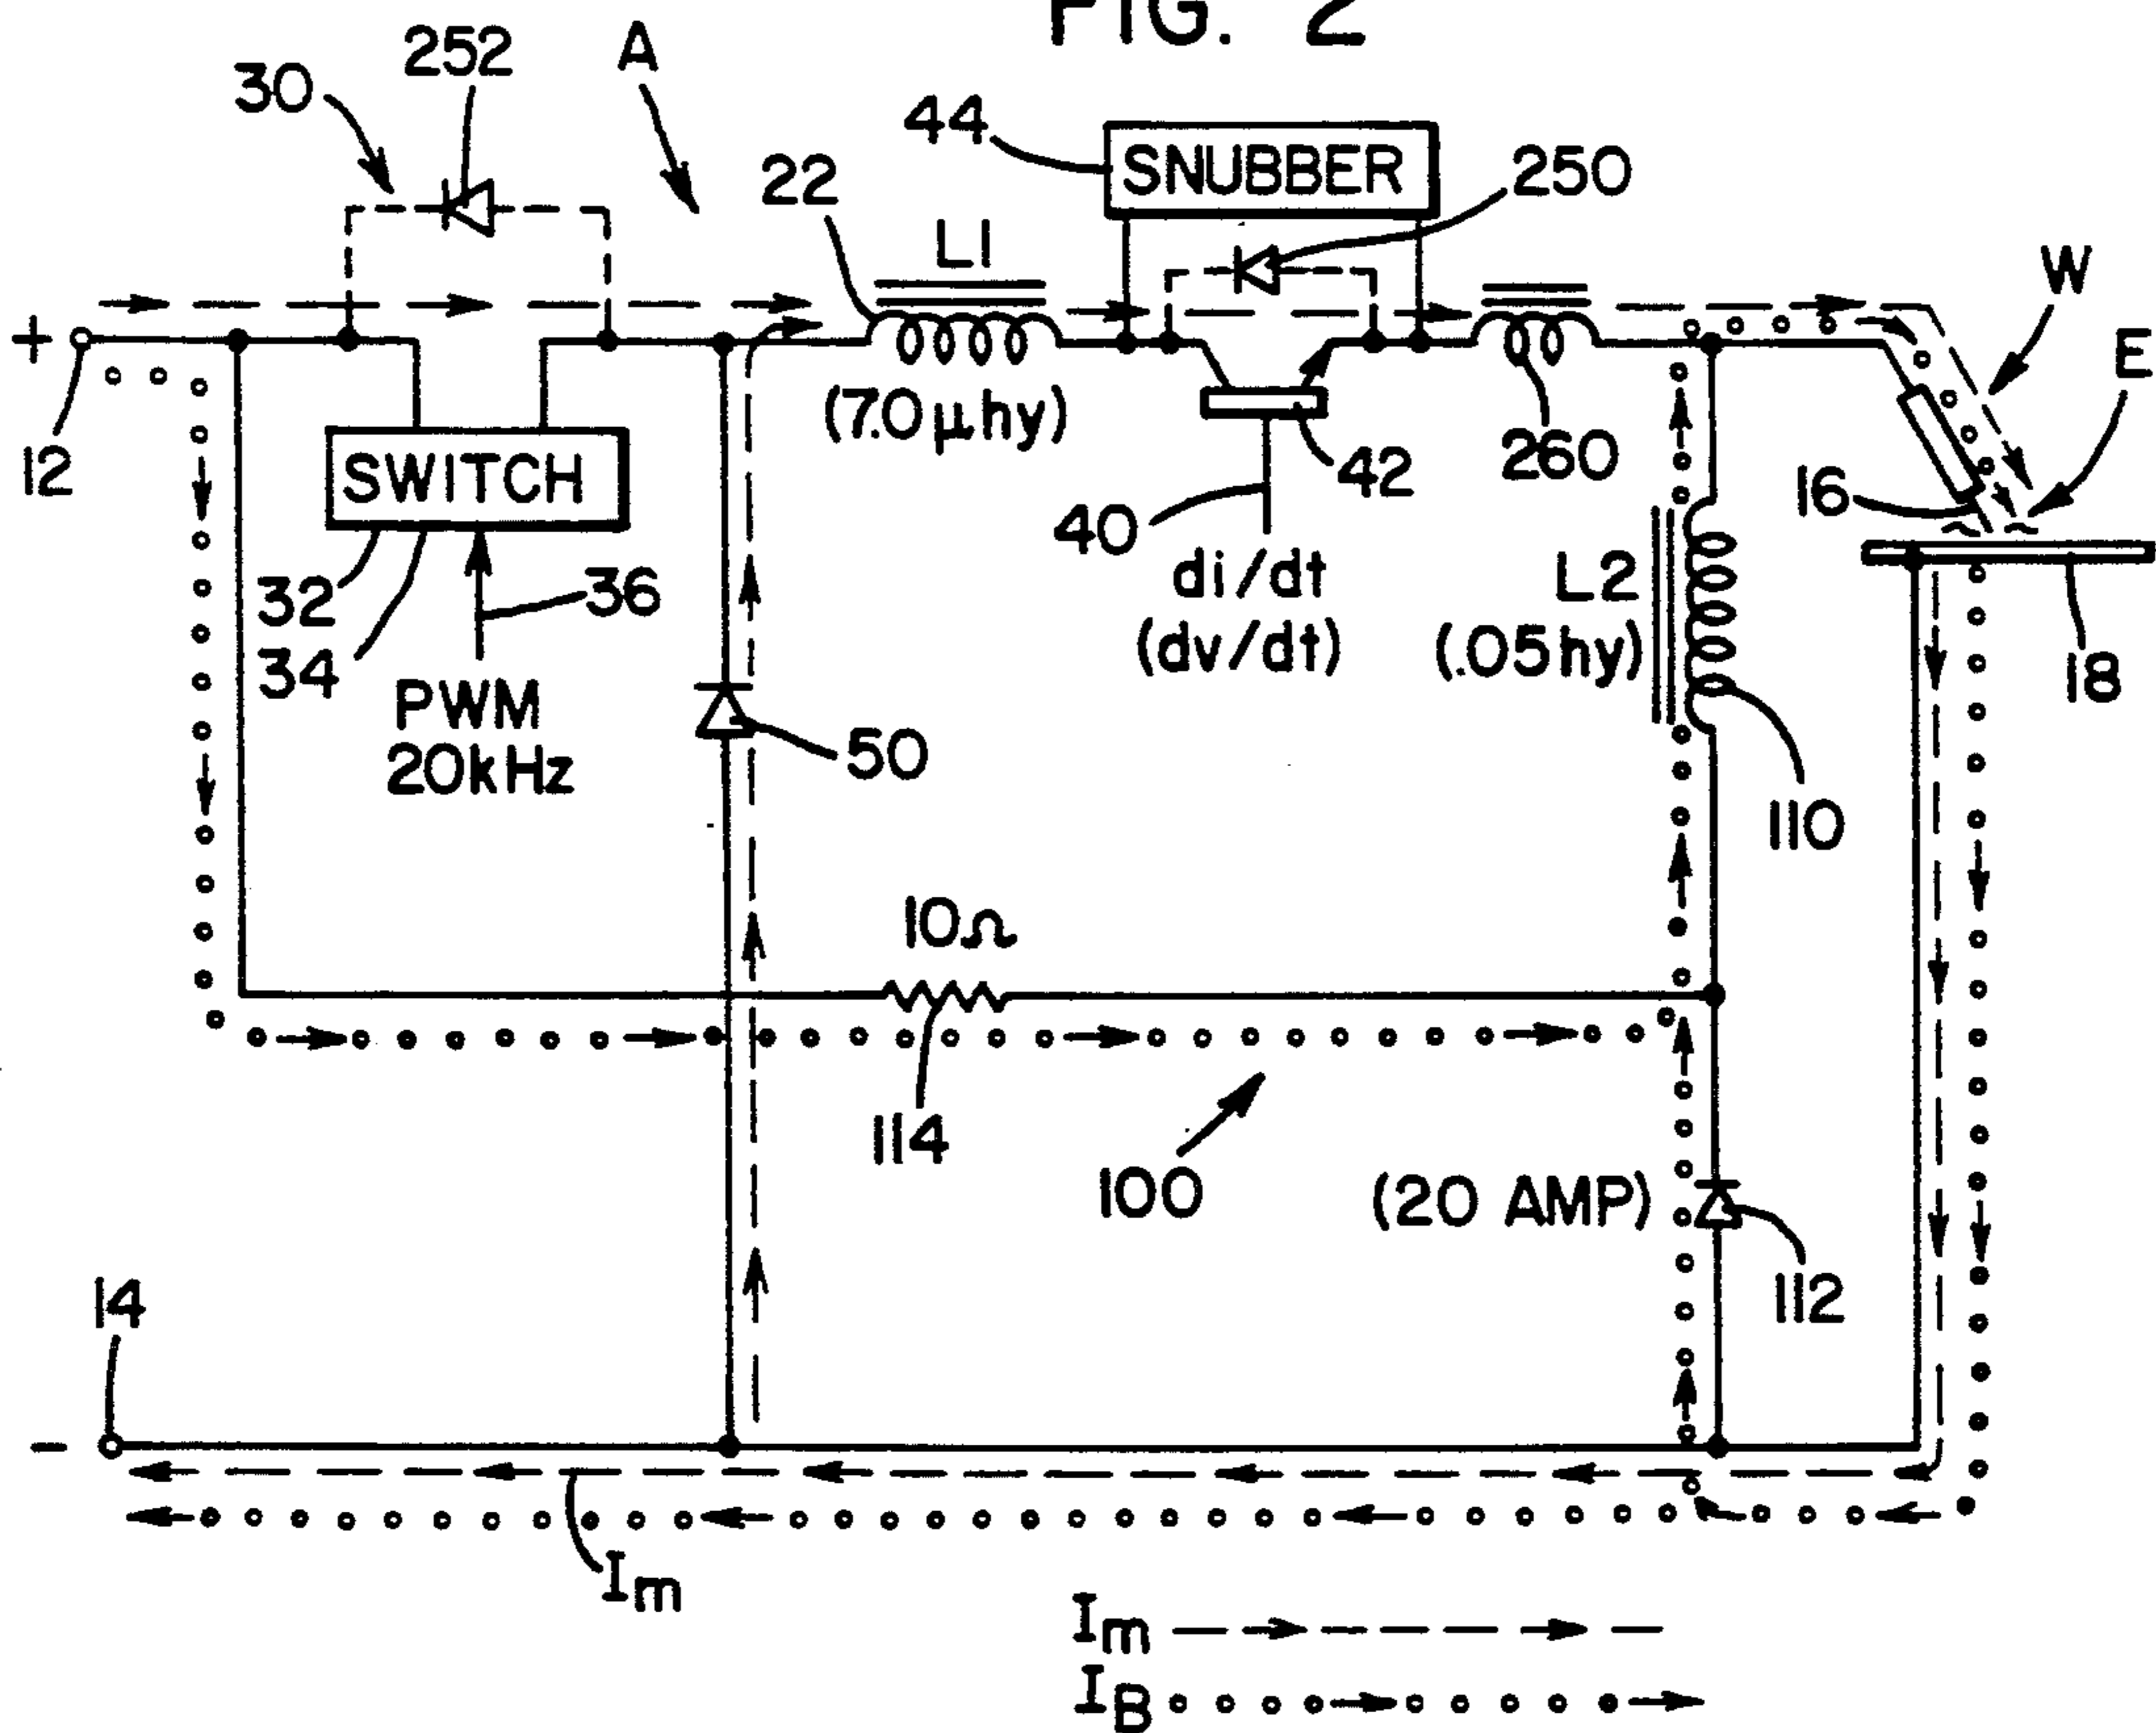 FIG. 2
252
A
30
44
SNUBBER
250
22
L1
W
E
+
12
(7.0 μhy)
260
42
SWITCH
16
40
di/dt
(dv/dt)
L2
(.05hy)
32
36
34
18
PWM
20kHz
50
110
10Ω
114
100
(20 AMP)
112
14
-
Im
Im
IB